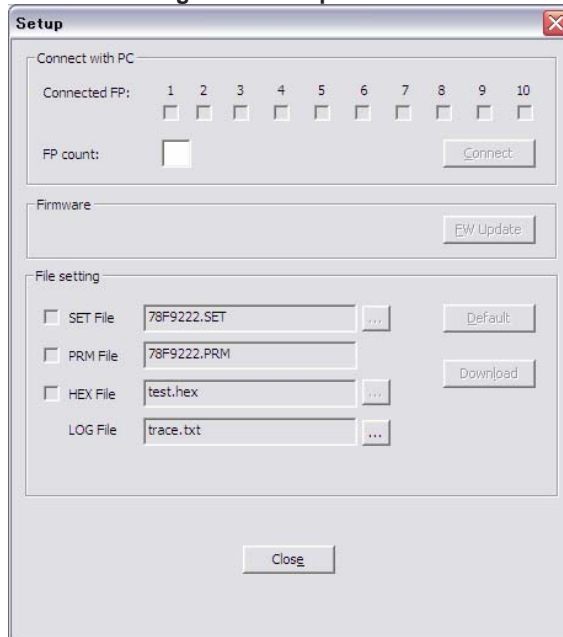 Setup
Connect with PC
Connected FP: 1 2 3 4 5 6 7 8 9 10
FP count: Connect
Firmware
FW Update
File setting
SET File 78F9222.SET ... Default
PRM File 78F9222.PRM
Download
HEX File test.hex ...
LOG File trace.txt ...
Close